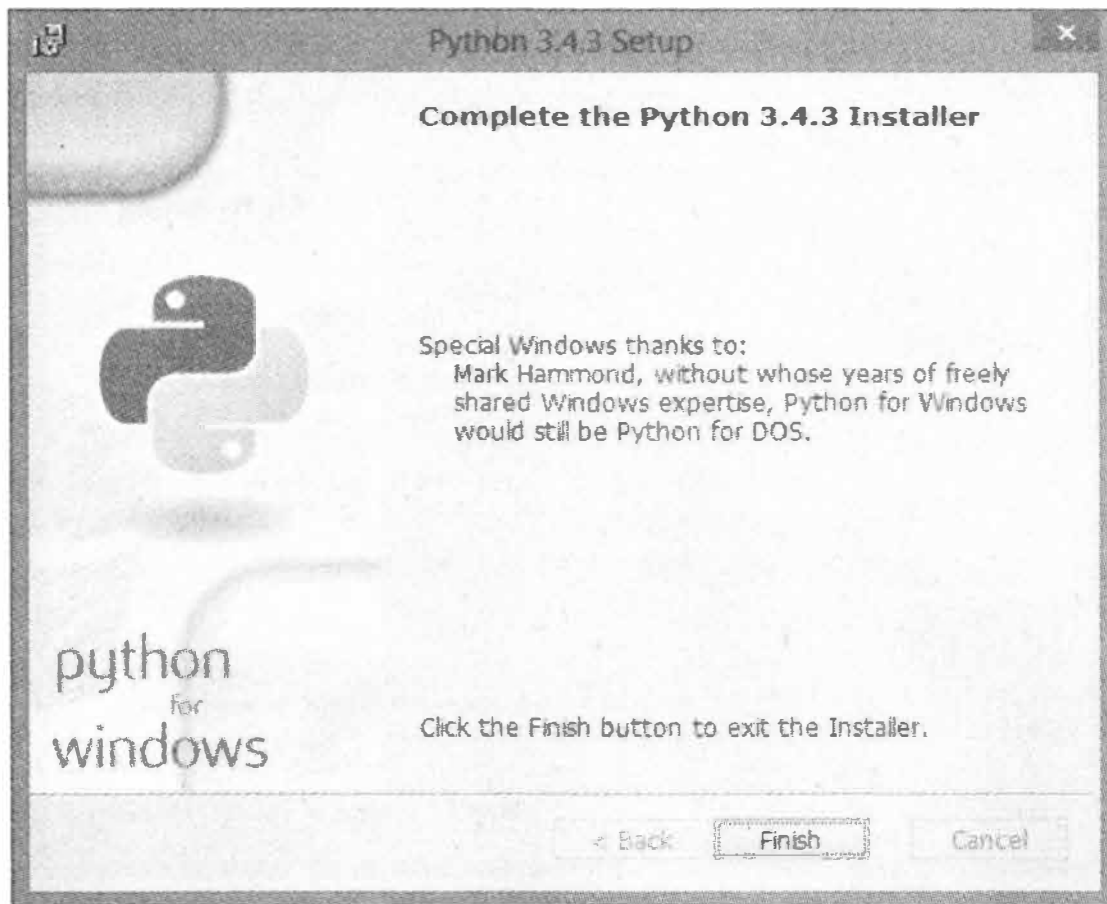 Python 3.4.3 Setup
Complete the Python 3.4.3 Installer
Special Windows thanks to:
Mark Hammond, without whose years of freely
shared Windows expertise, Python for Windows
would still be Python for DOS.
python
for
windows
Click the Finish button to exit the Installer.
< Back
Finish
Cancel